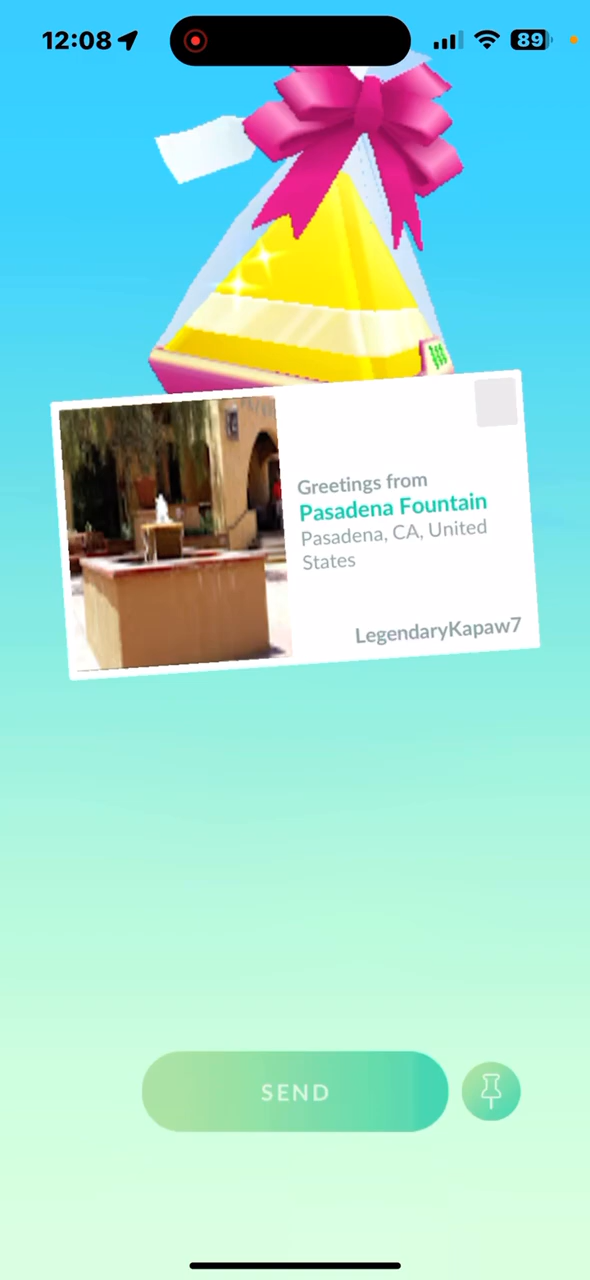 12:08
89
Greetings from
Pasadena Fountain
Pasadena, CA, United
States
LegendaryKapaw7
SEND